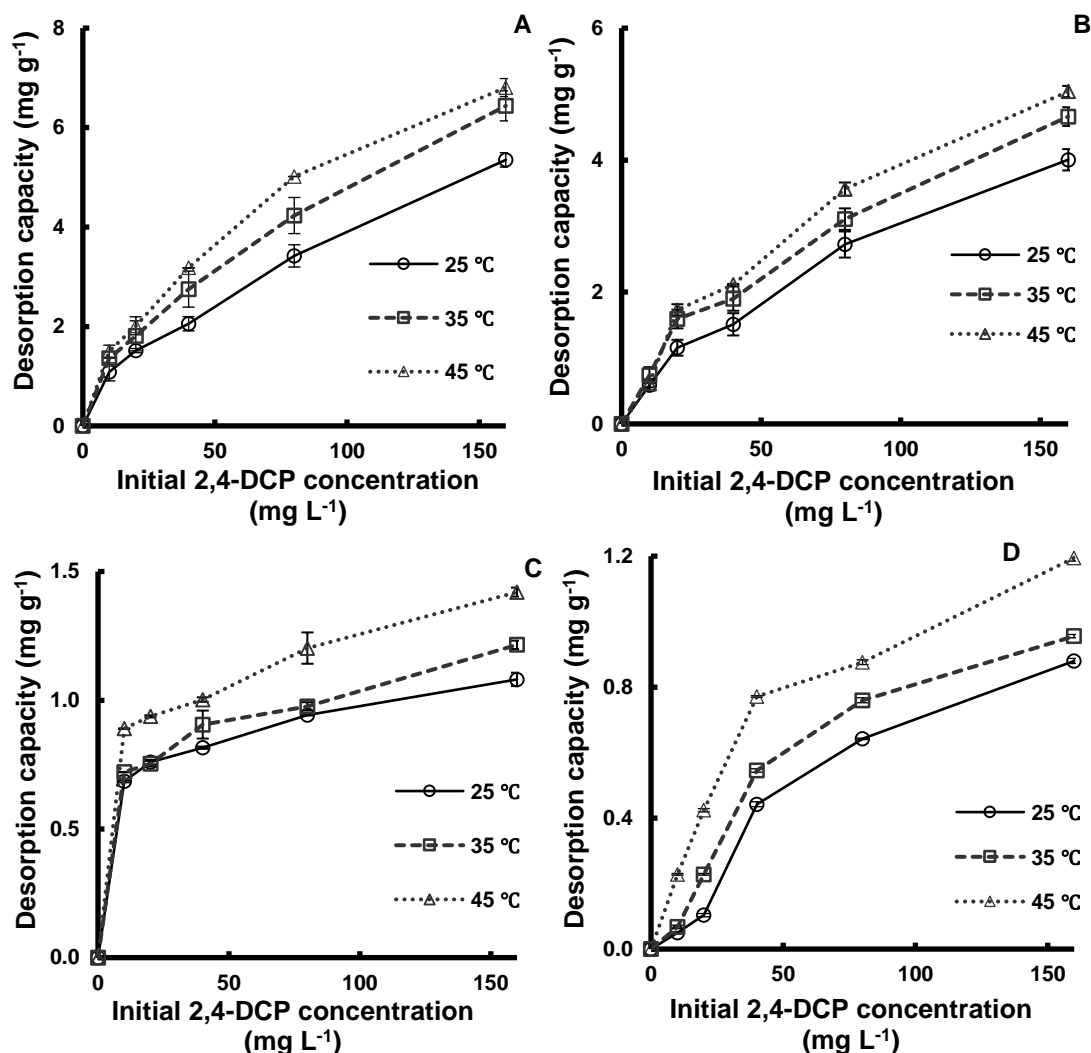 A
Desorption capacity (mg g-1)
8
6
4
2
0
0 50 100 150
25 ℃
35 ℃
45 ℃
Initial 2,4-DCP concentration
(mg L-1)
B
Desorption capacity (mg g-1)
6
4
2
0
0 50 100 150
25 ℃
35 ℃
45 ℃
Initial 2,4-DCP concentration
(mg L-1)
C
Desorption capacity (mg g-1)
1.5
1.0
0.5
0.0
0 50 100 150
25 ℃
35 ℃
45 ℃
Initial 2,4-DCP concentration
(mg L-1)
D
Desorption capacity (mg g-1)
1.2
0.8
0.4
0.0
0 50 100 150
25 ℃
35 ℃
45 ℃
Initial 2,4-DCP concentration
(mg L-1)